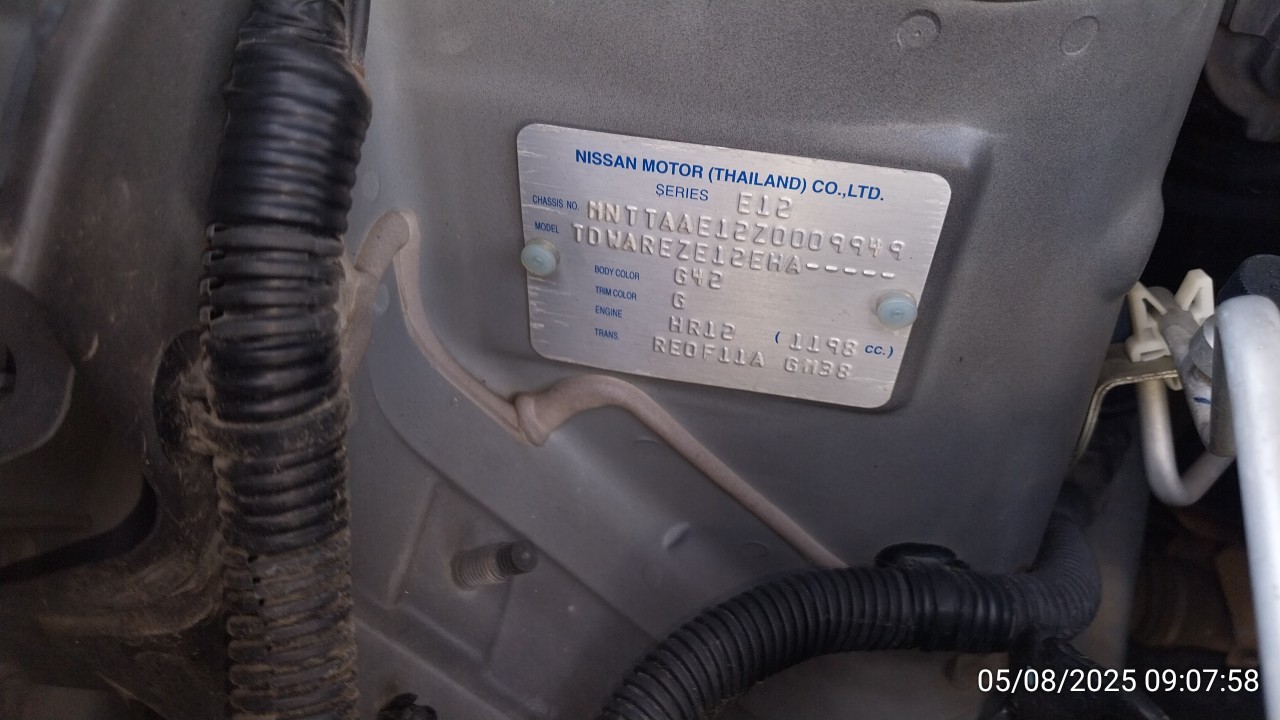 NISSAN MOTOR (THAILAND) CO.,LTD.
SERIES E12
CHASSIS NO. MNTTAAE12Z0009949
MODEL TDWAREZE12EHA-----
BODY COLOR G42
TRIM COLOR G
ENGINE HR12 ( 1198 CC.)
TRANS. RE0F11A GM38
05/08/2025 09:07:58